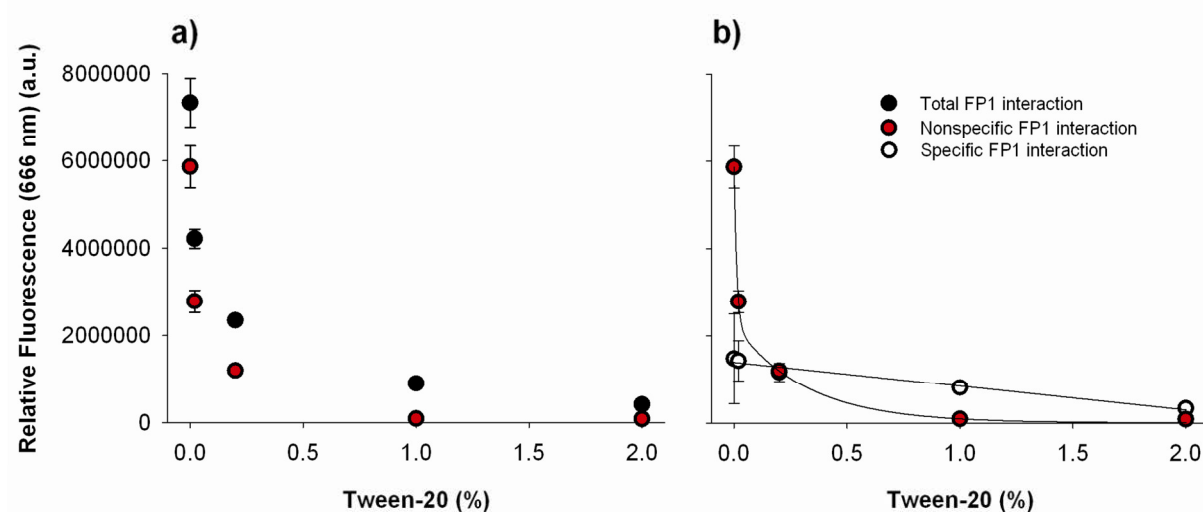 a)
b)
Relative Fluorescence (666 nm) (a.u.)
8000000
6000000
4000000
2000000
0
Total FP1 interaction
Nonspecific FP1 interaction
Specific FP1 interaction
0.0 0.5 1.0 1.5 2.0
0.0 0.5 1.0 1.5 2.0
Tween-20 (%)
Tween-20 (%)